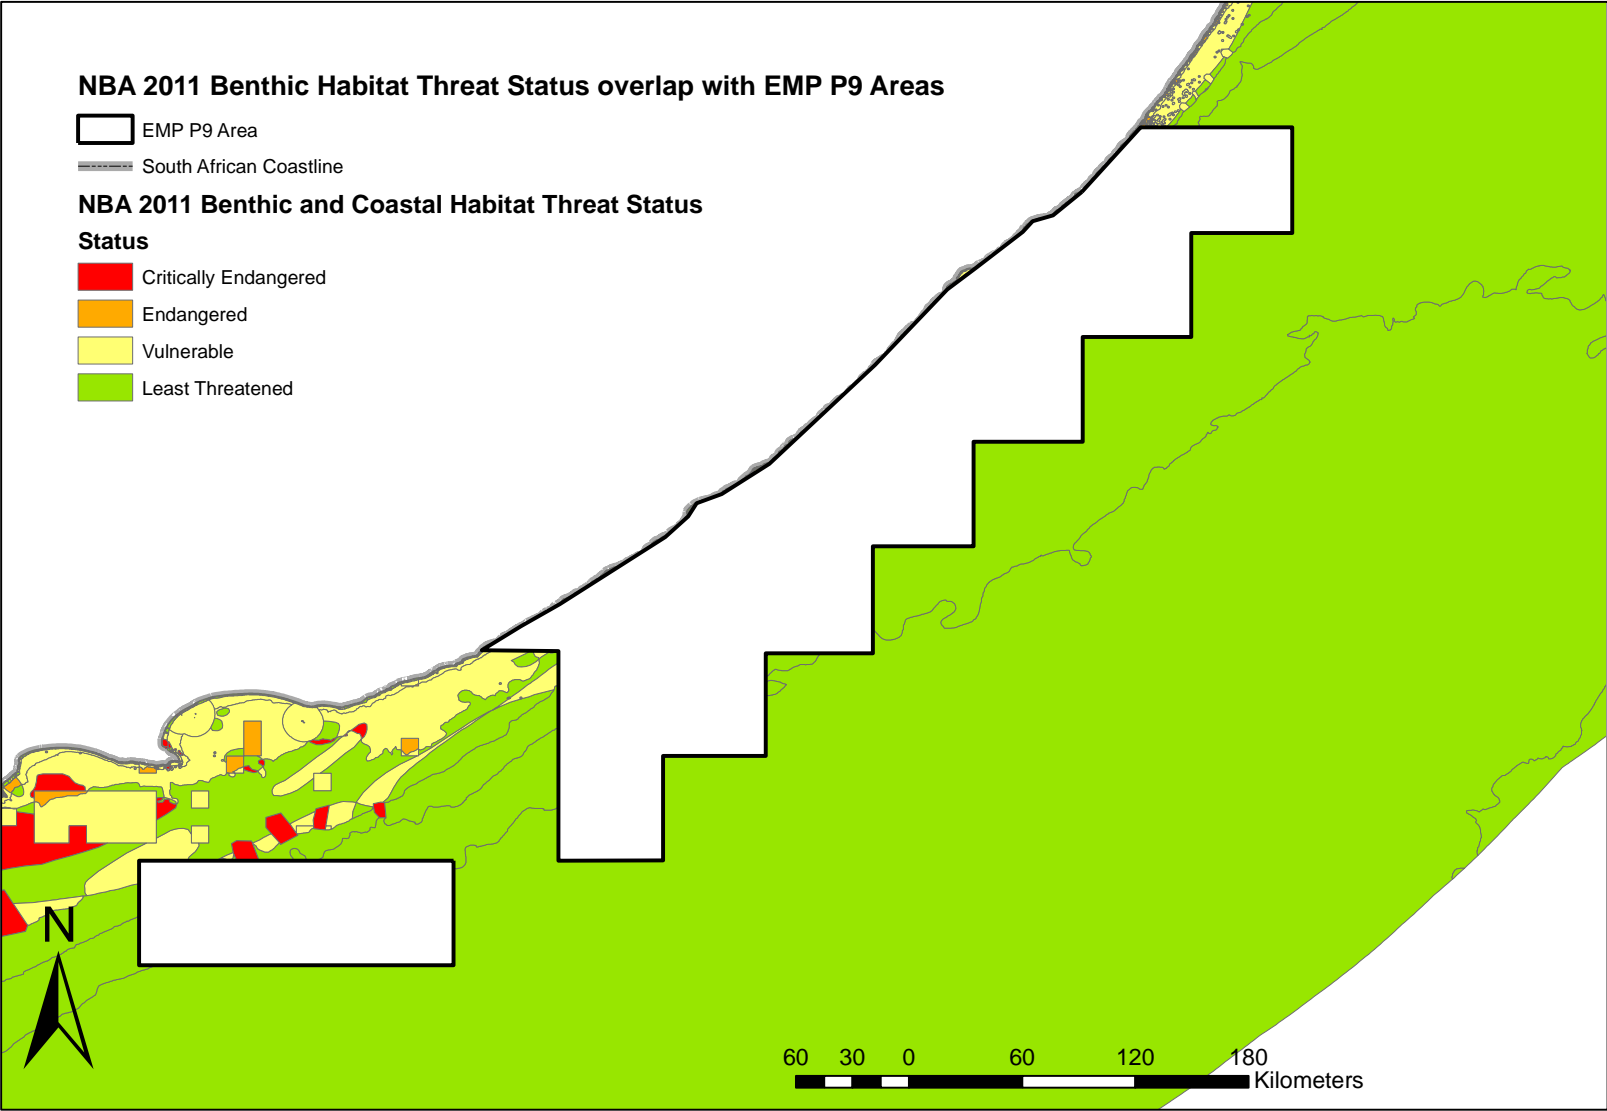 NBA 2011 Benthic Habitat Threat Status overlap with EMP P9 Areas
EMP P9 Area
South African Coastline
NBA 2011 Benthic and Coastal Habitat Threat Status
Status
Critically Endangered
Endangered
Vulnerable
Least Threatened
N
60 30 0 60 120 180
Kilometers